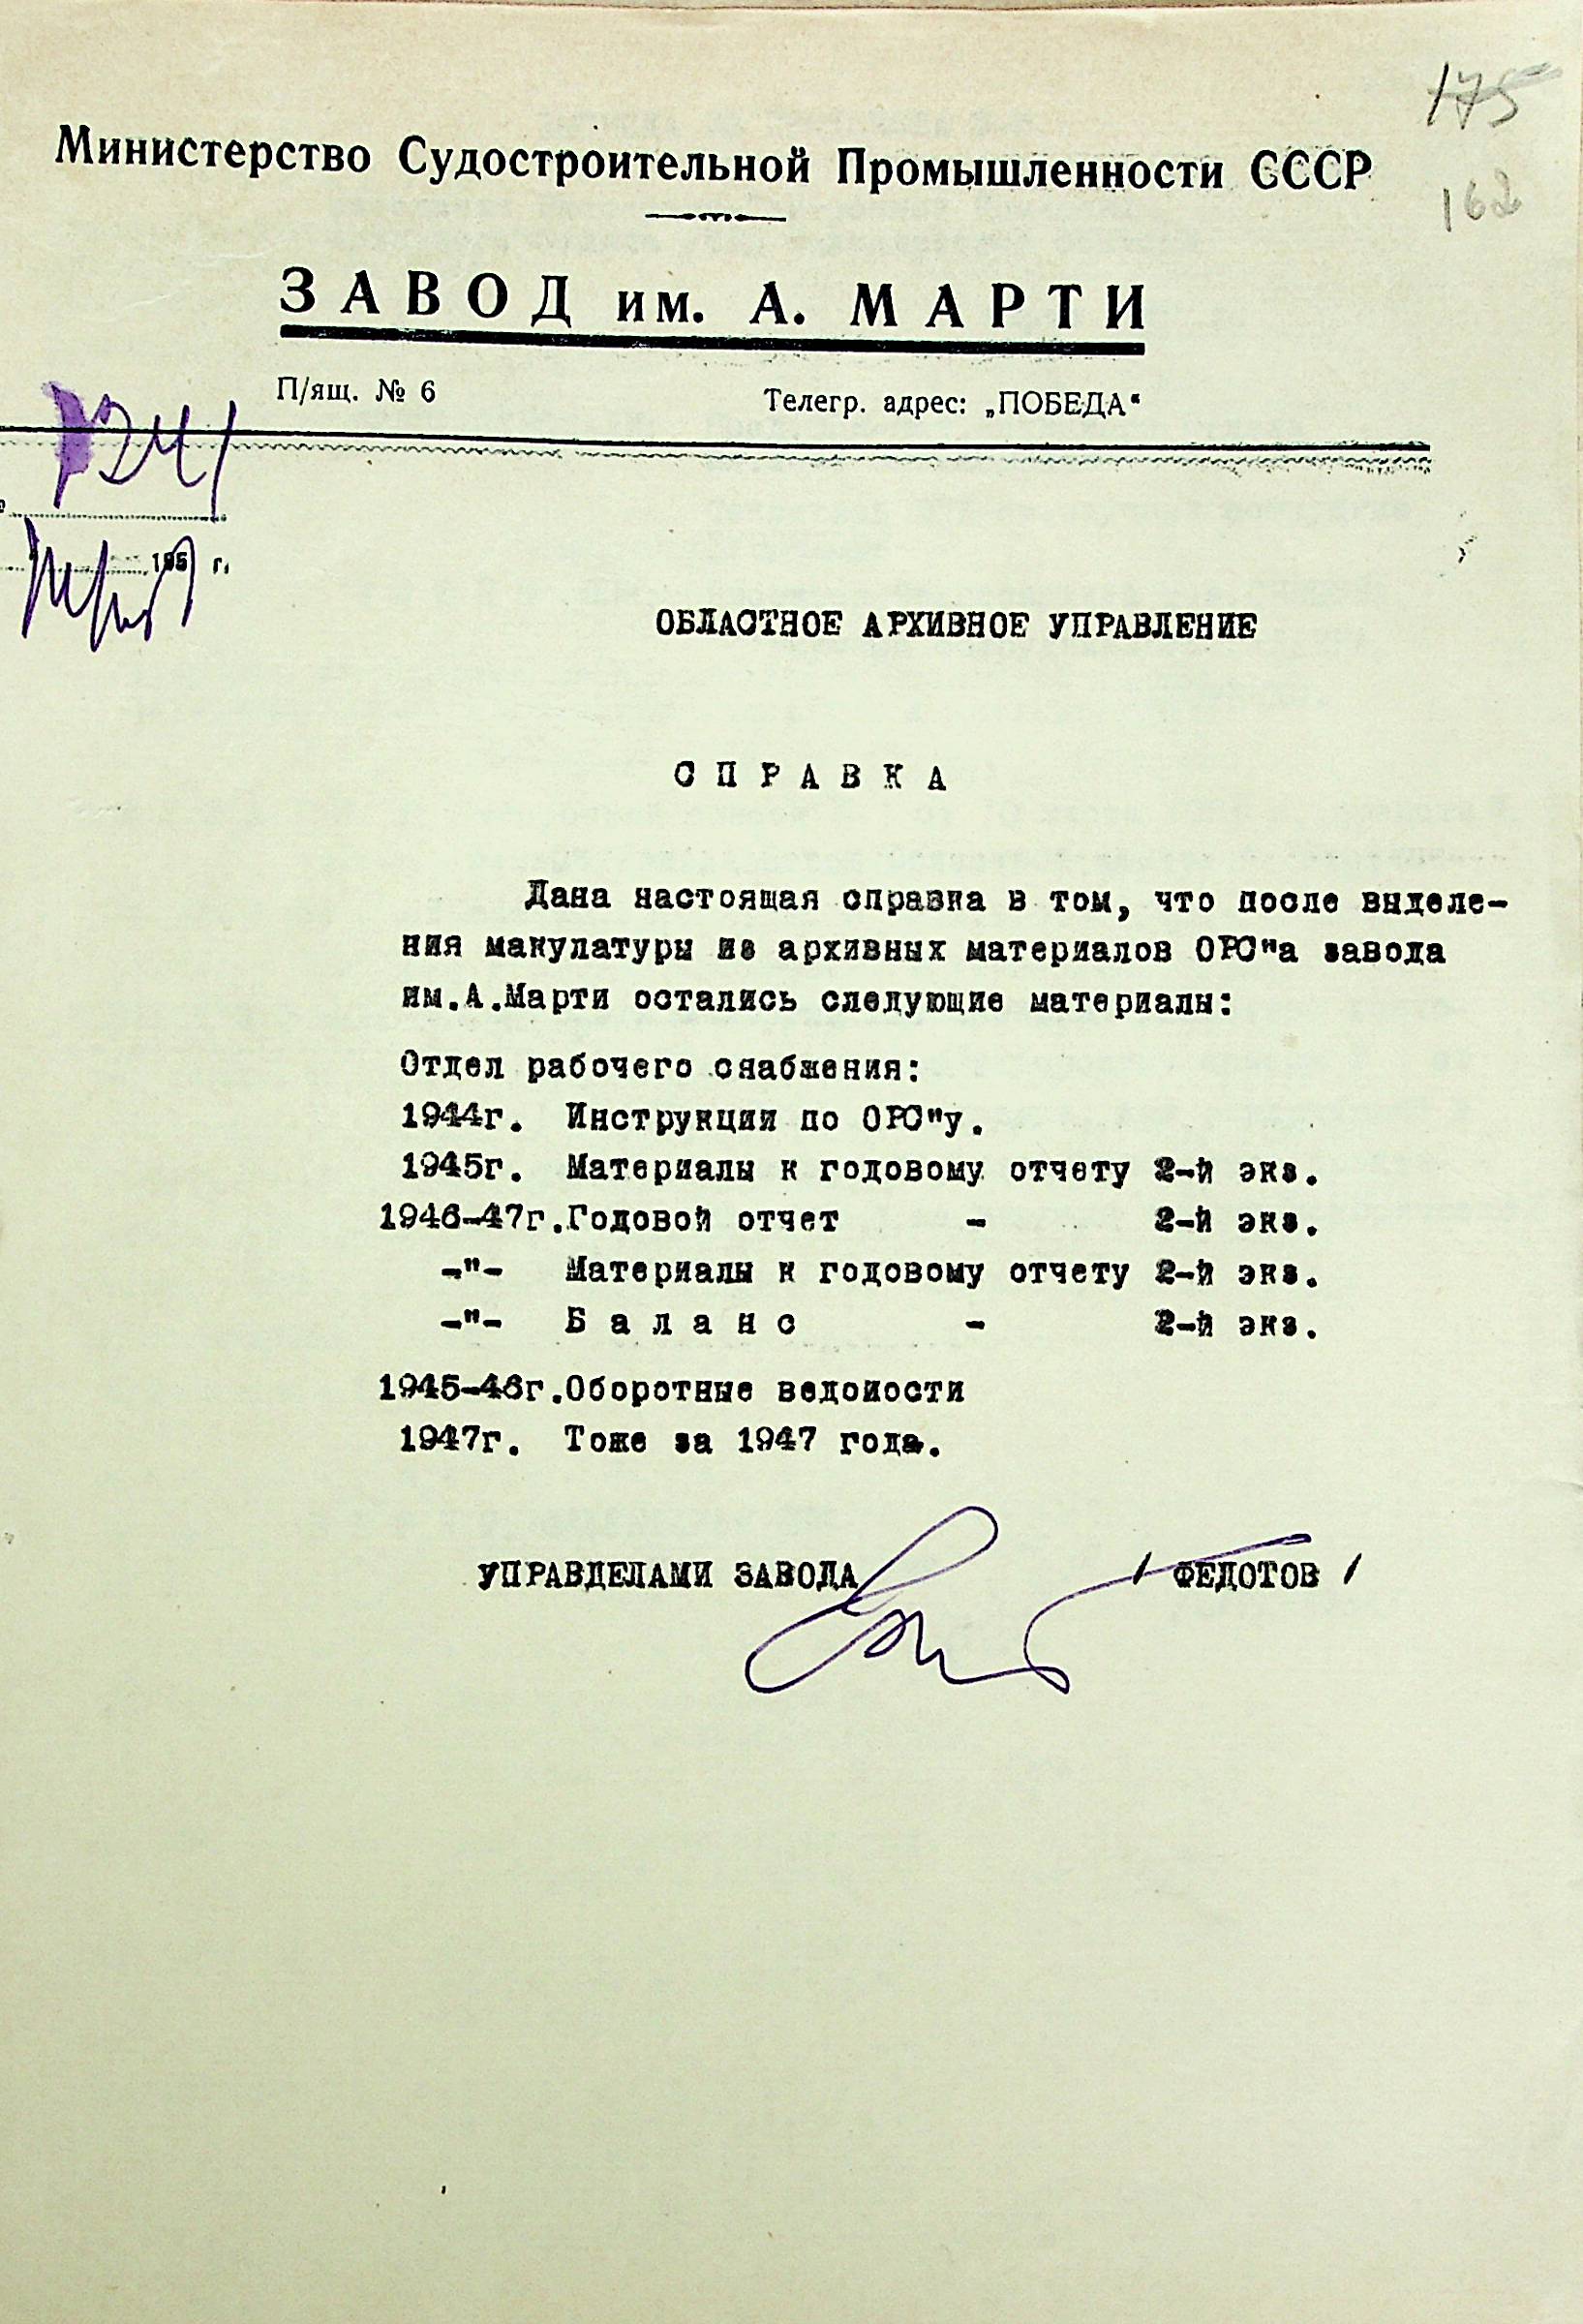 175
Министерство Судостроительной Промышленности СССР
162
ЗАВОД им. А. МАРТИ
П/ящ. № 6 Телегр. адрес: „ПОБЕДА“
195 г.
ОБЛАСТНОЕ АРХИВНОЕ УПРАВЛЕНИЕ
С П Р А В К А
Дана настоящая справка в том, что после выделе-
ния макулатуры из архивных материалов ОРС"а завода
им.А.Марти остались следующие материалы:
Отдел рабочего снабжения:
1944г. Инструкции по ОРС"у.
1945г. Материалы к годовому отчету 2-й экз.
1946-47г.Годовой отчет - 2-й экз.
-"- Материалы к годовому отчету 2-й экз.
-"- Б а л а н с - 2-й экз.
1945-46г.Оборотные ведомости
1947г. Тоже за 1947 года.
УПРАВДЕЛАМИ ЗАВОДА / ФЕДОТОВ /